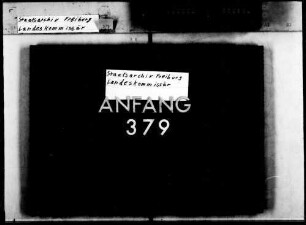 Staatsarchiv Freiburg
Landeskommissär
Staatsarchiv Freiburg
Landeskommissär
ANFANG
379